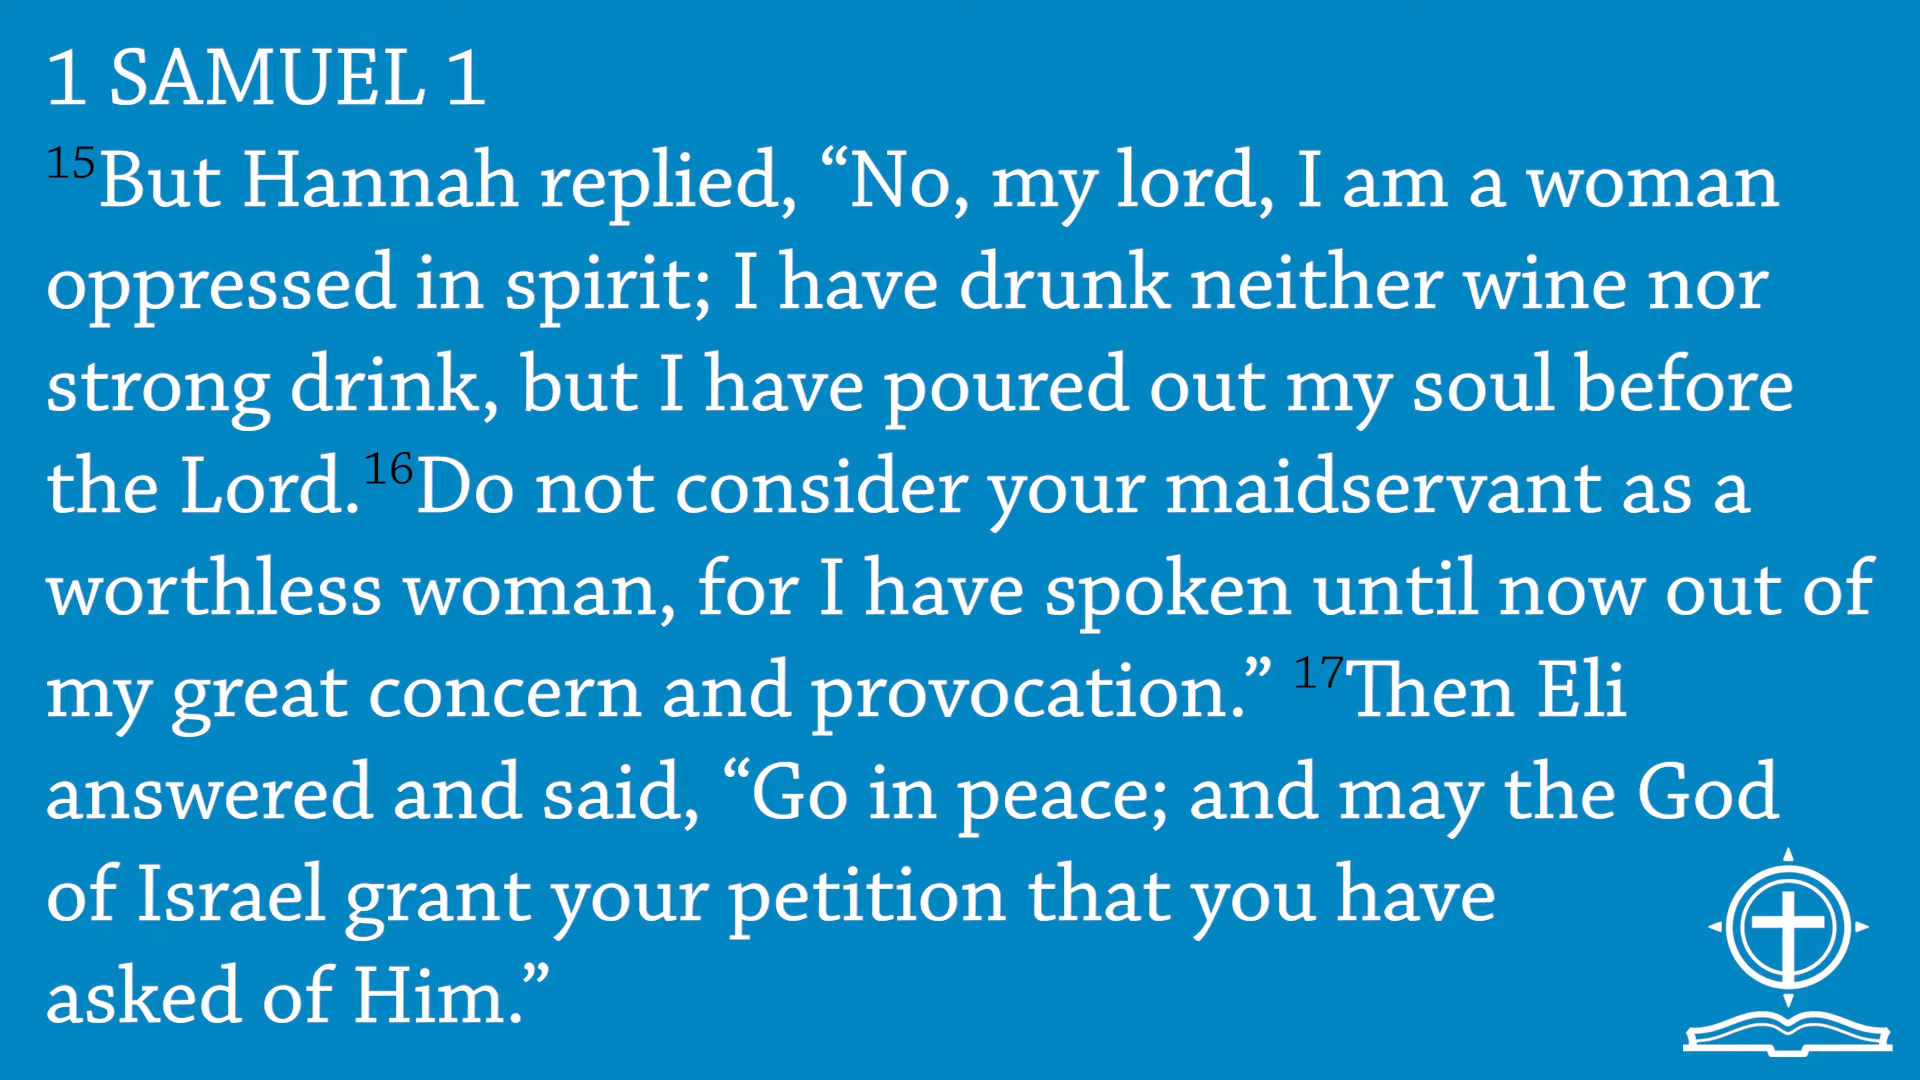 1 SAMUEL 1
15But Hannah replied, “No, my lord, I am a woman
oppressed in spirit; I have drunk neither wine nor
strong drink, but I have poured out my soul before
the Lord.16Do not consider your maidservant as a
worthless woman, for I have spoken until now out of
my great concern and provocation.” 17Then Eli
answered and said, “Go in peace; and may the God
of Israel grant your petition that you have
asked of Him.”